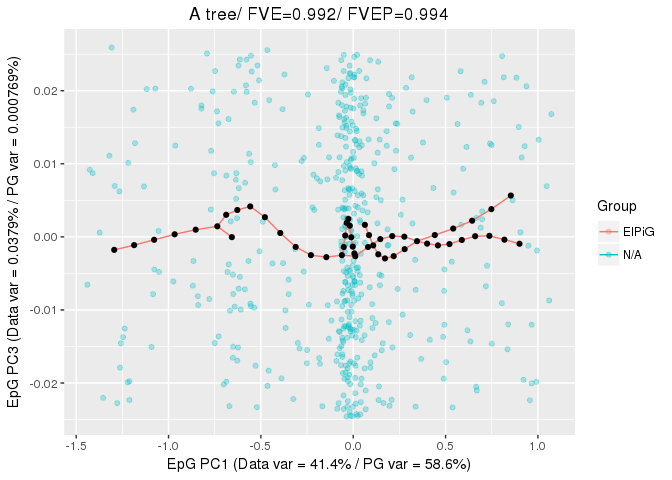 A tree/ FVE=0.992/ FVEP=0.994
EpG PC3 (Data var = 0.0379% / PG var = 0.000769%)
0.02
0.01
0.00
-0.01
-0.02
-1.5 -1.0 -0.5 0.0 0.5 1.0
EpG PC1 (Data var = 41.4% / PG var = 58.6%)
Group
ElPiG
N/A